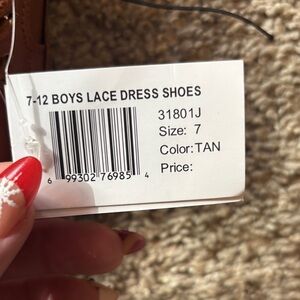 7-12 BOYS LACE DRESS SHOES
31801J
Size: 7
Color: TAN
Price:
6 99302 76985 4